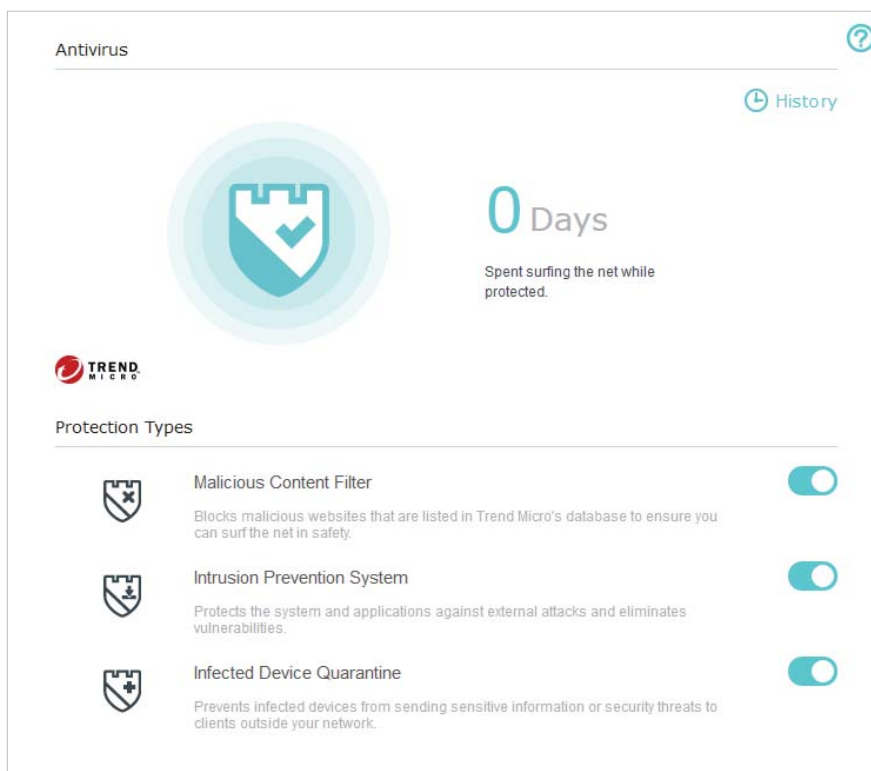 Antivirus
?
History
0 Days
Spent surfing the net while
protected.
TREND
MICRO
Protection Types
Malicious Content Filter
Blocks malicious websites that are listed in Trend Micro's database to ensure you
can surf the net in safety.
Intrusion Prevention System
Protects the system and applications against external attacks and eliminates
vulnerabilities.
Infected Device Quarantine
Prevents infected devices from sending sensitive information or security threats to
clients outside your network.